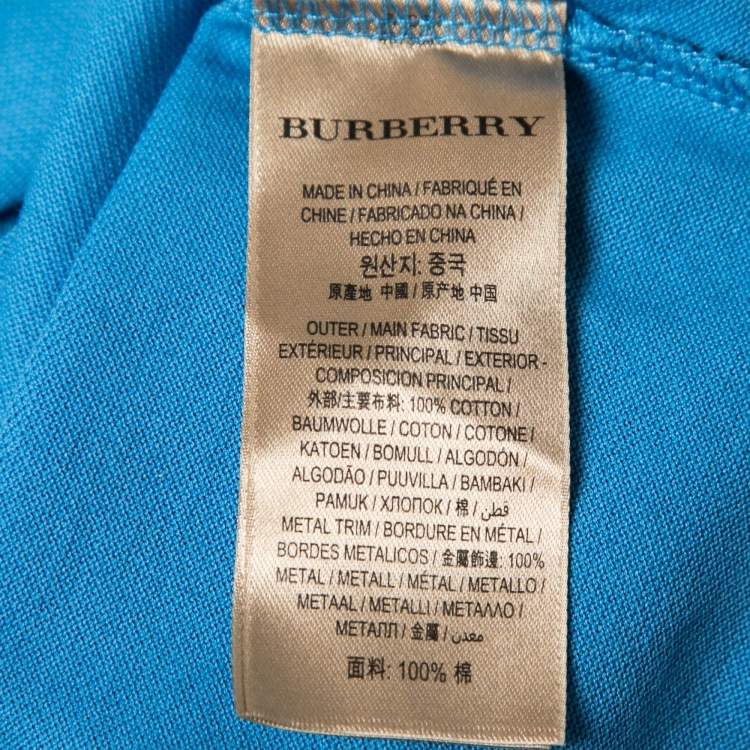 BURBERRY
MADE IN CHINA / FABRIQUÉ EN
CHINE / FABRICADO NA CHINA /
HECHO EN CHINA
원산지: 중국
原產地 中國 / 原产地 中国
OUTER / MAIN FABRIC / TISSU
EXTÉRIEUR / PRINCIPAL / EXTERIOR -
COMPOSICION PRINCIPAL /
外部/主要布料: 100% COTTON /
BAUMWOLLE / COTON / COTONE /
KATOEN / BOMULL / ALGODÓN /
ALGODÃO / PUUVILLA / BAMBAKI /
PAMUK / ХЛОПОК / 棉 / قطن /
METAL TRIM / BORDURE EN MÉTAL /
BORDES METALICOS / 金屬飾邊: 100%
METAL / METALL / MÉTAL / METALLO /
METAAL / METALLI / ΜΕΤΑΛΛΟ /
МЕТАЛЛ / 金屬 / معدن /
面料: 100% 棉